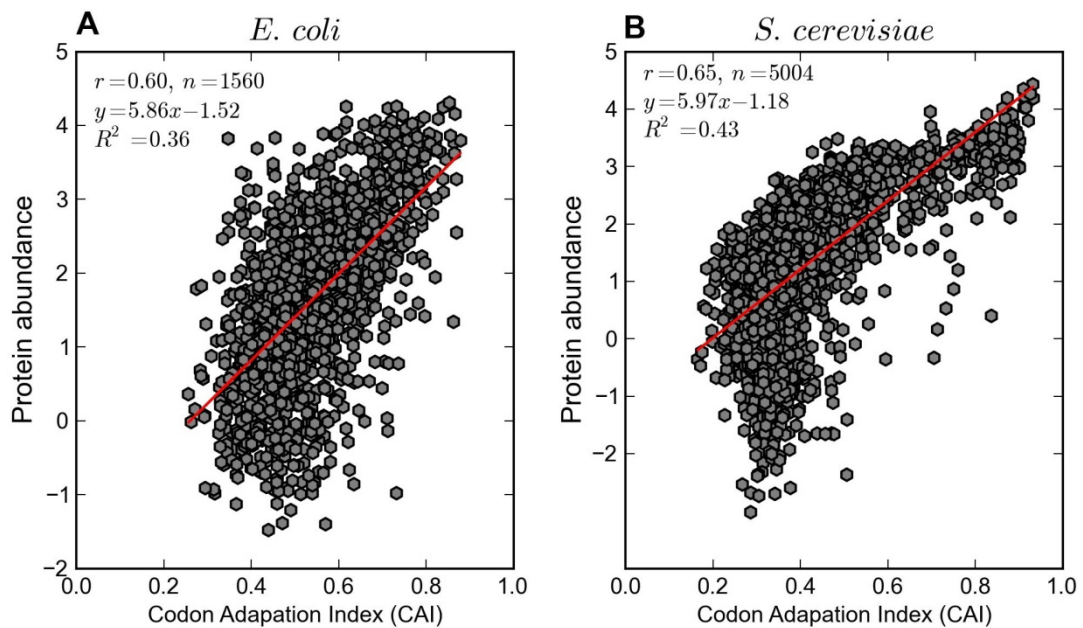 A
E. coli
r=0.60, n=1560
y=5.86x−1.52
R² =0.36
5
4
3
2
1
0
−1
−2
Protein abundance
0.0 0.2 0.4 0.6 0.8 1.0
Codon Adapation Index (CAI)
B
S. cerevisiae
r=0.65, n=5004
y=5.97x−1.18
R² =0.43
5
4
3
2
1
0
−1
−2
Protein abundance
0.0 0.2 0.4 0.6 0.8 1.0
Codon Adapation Index (CAI)